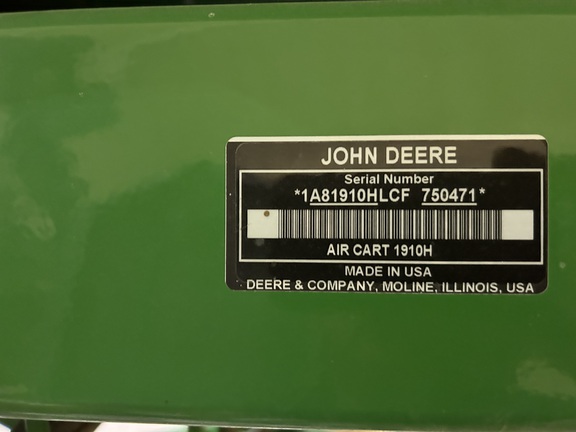 JOHN DEERE
Serial Number
*1A81910HLCF 750471*
AIR CART 1910H
MADE IN USA
DEERE & COMPANY, MOLINE, ILLINOIS, USA